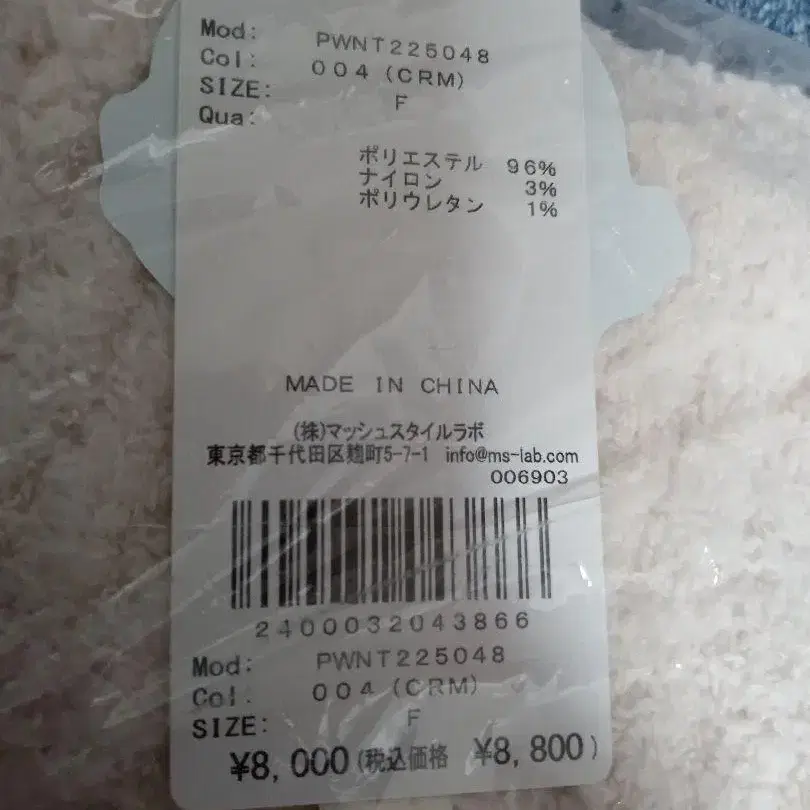 Mod: PWNT225048
Col: 004 (CRM)
SIZE: F
Qua:
ポリエステル 96%
ナイロン 3%
ポリウレタン 1%
MADE IN CHINA
(株)マッシュスタイルラボ
東京都千代田区麹町5-7-1 info@ms-lab.com
006903
2400032043866
Mod: PWNT225048
Col: 004 (CRM)
SIZE: F
¥8,000 (税込価格 ¥8,800)